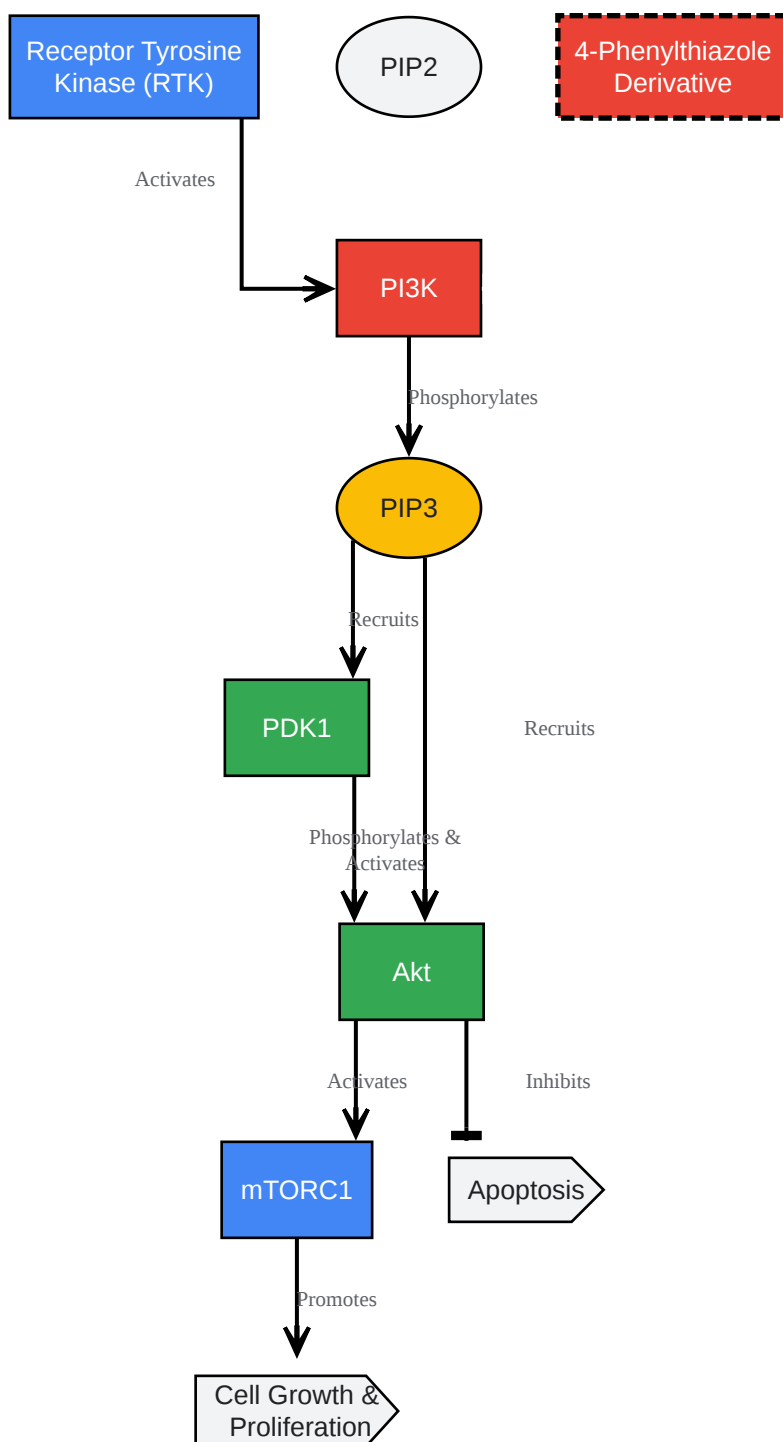 Receptor Tyrosine
Kinase (RTK)
PIP2
4-Phenylthiazole
Derivative
Activates
PI3K
Phosphorylates
PIP3
Recruits
PDK1
Recruits
Phosphorylates &
Activates
Akt
Activates
Inhibits
mTORC1
Apoptosis
Promotes
Cell Growth &
Proliferation